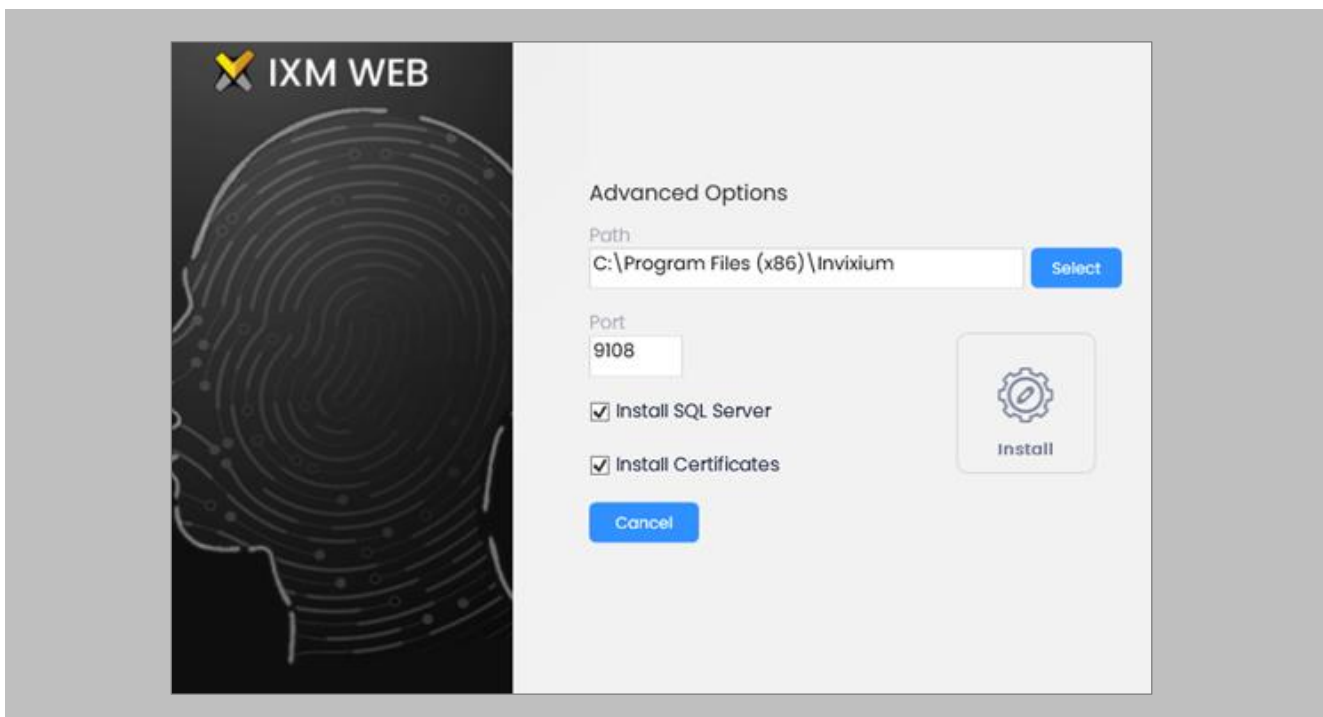 IXM WEB
Advanced Options
Path
C:\Program Files (x86)\Invixium
Select
Port
9108
Install SQL Server
Install
Install Certificates
Cancel